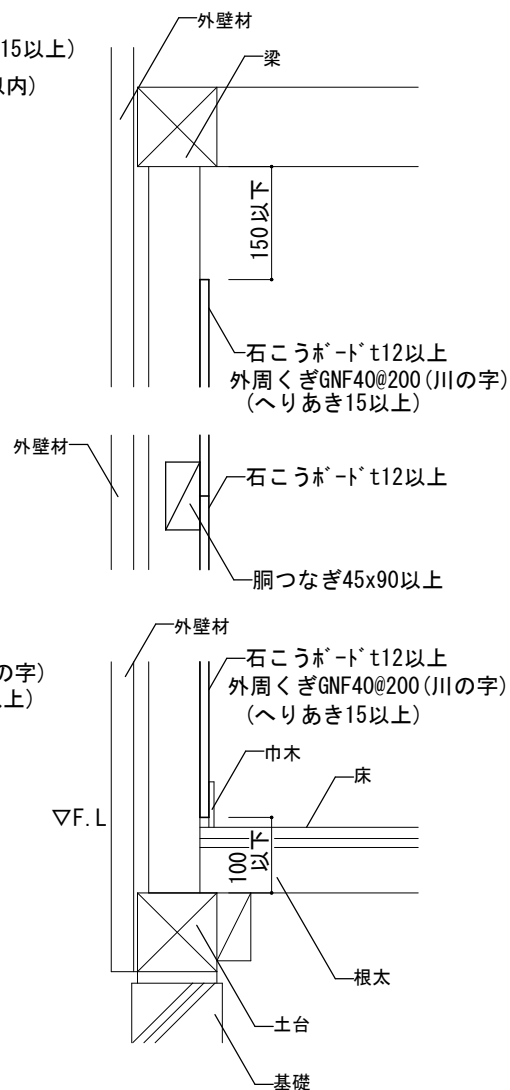 外壁材
15以上)
梁
以内)
150以下
石こうボードt12以上
外周くぎGNF40@200(川の字)
(へりあき15以上)
外壁材
石こうボードt12以上
胴つなぎ45x90以上
外壁材
石こうボードt12以上
の字)
外周くぎGNF40@200(川の字)
上)
(へりあき15以上)
巾木
床
▽F.L
100
以下
根太
土台
基礎